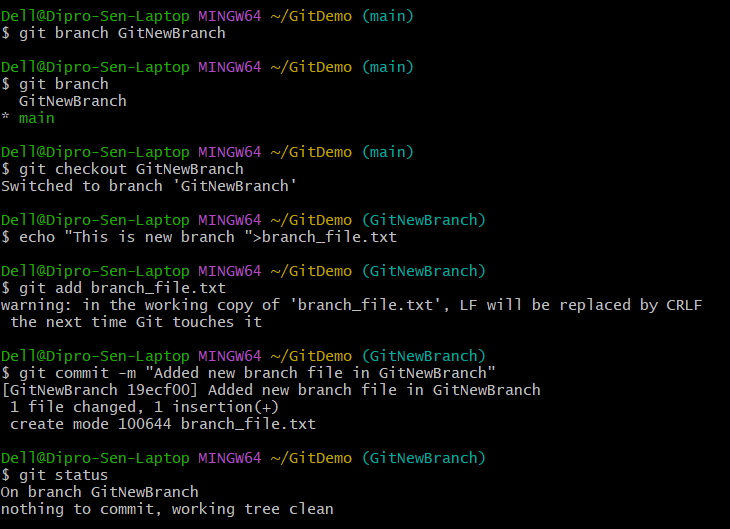 Dell@Dipro-Sen-Laptop MINGW64 ~/GitDemo (main)
$ git branch GitNewBranch
Dell@Dipro-Sen-Laptop MINGW64 ~/GitDemo (main)
$ git branch
  GitNewBranch
* main
Dell@Dipro-Sen-Laptop MINGW64 ~/GitDemo (main)
$ git checkout GitNewBranch
Switched to branch 'GitNewBranch'
Dell@Dipro-Sen-Laptop MINGW64 ~/GitDemo (GitNewBranch)
$ echo "This is new branch ">branch_file.txt
Dell@Dipro-Sen-Laptop MINGW64 ~/GitDemo (GitNewBranch)
$ git add branch_file.txt
warning: in the working copy of 'branch_file.txt', LF will be replaced by CRLF
 the next time Git touches it
Dell@Dipro-Sen-Laptop MINGW64 ~/GitDemo (GitNewBranch)
$ git commit -m "Added new branch file in GitNewBranch"
[GitNewBranch 19ecf00] Added new branch file in GitNewBranch
 1 file changed, 1 insertion(+)
 create mode 100644 branch_file.txt
Dell@Dipro-Sen-Laptop MINGW64 ~/GitDemo (GitNewBranch)
$ git status
On branch GitNewBranch
nothing to commit, working tree clean